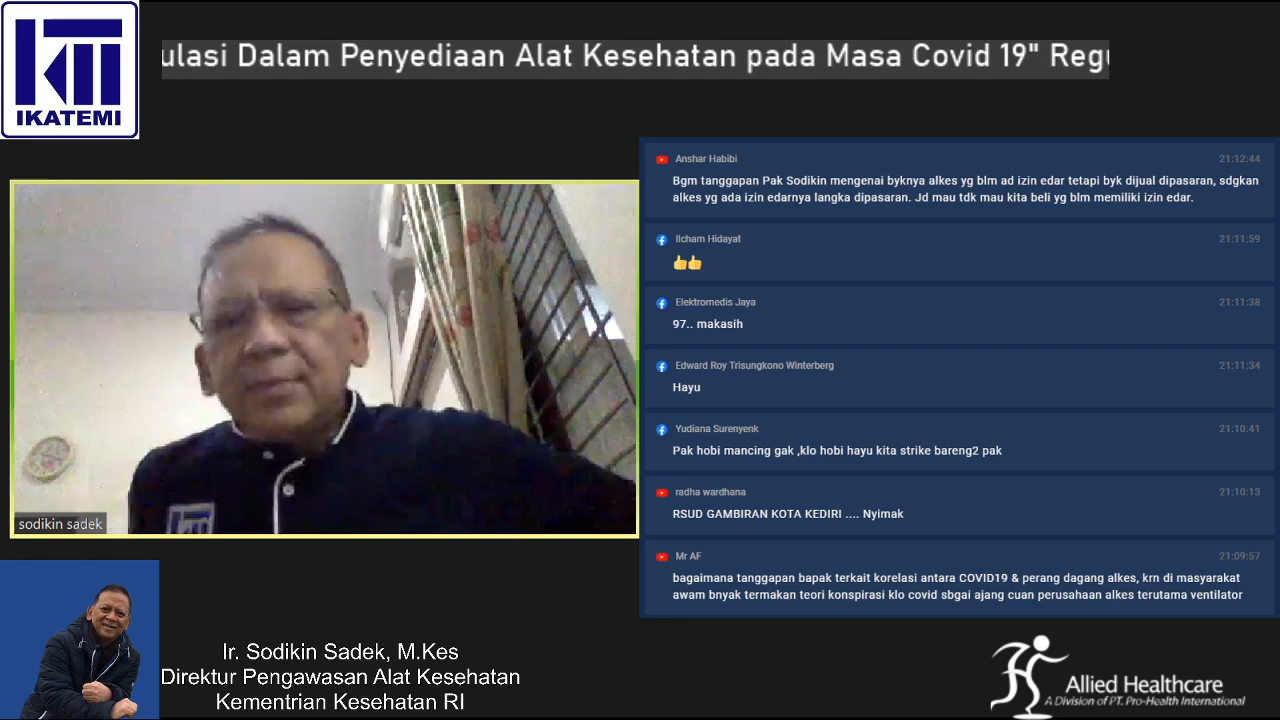 IKATEMI
ulasi Dalam Penyediaan Alat Kesehatan pada Masa Covid 19" Regu
Anshar Habibi 21:12:44
Bgm tanggapan Pak Sodikin mengenai byknya alkes yg blm ad izin edar tetapi byk dijual dipasaran, sdgkan
alkes yg ada izin edarnya langka dipasaran. Jd mau tdk mau kita beli yg blm memiliki izin edar.
Ilcham Hidayat 21:11:59
👍👍
Elektromedis Jaya 21:11:38
97.. makasih
Edward Roy Trisungkono Winterberg 21:11:34
Hayu
Yudiana Surenyenk 21:10:41
Pak hobi mancing gak ,klo hobi hayu kita strike bareng2 pak
radha wardhana 21:10:13
RSUD GAMBIRAN KOTA KEDIRI .... Nyimak
Mr AF 21:09:57
bagaimana tanggapan bapak terkait korelasi antara COVID19 & perang dagang alkes, krn di masyarakat
awam bnyak termakan teori konspirasi klo covid sbgai ajang cuan perusahaan alkes terutama ventilator
sodikin sadek
Ir. Sodikin Sadek, M.Kes
Direktur Pengawasan Alat Kesehatan
Kementrian Kesehatan RI
Allied Healthcare
A Division of PT. Pro-Health International